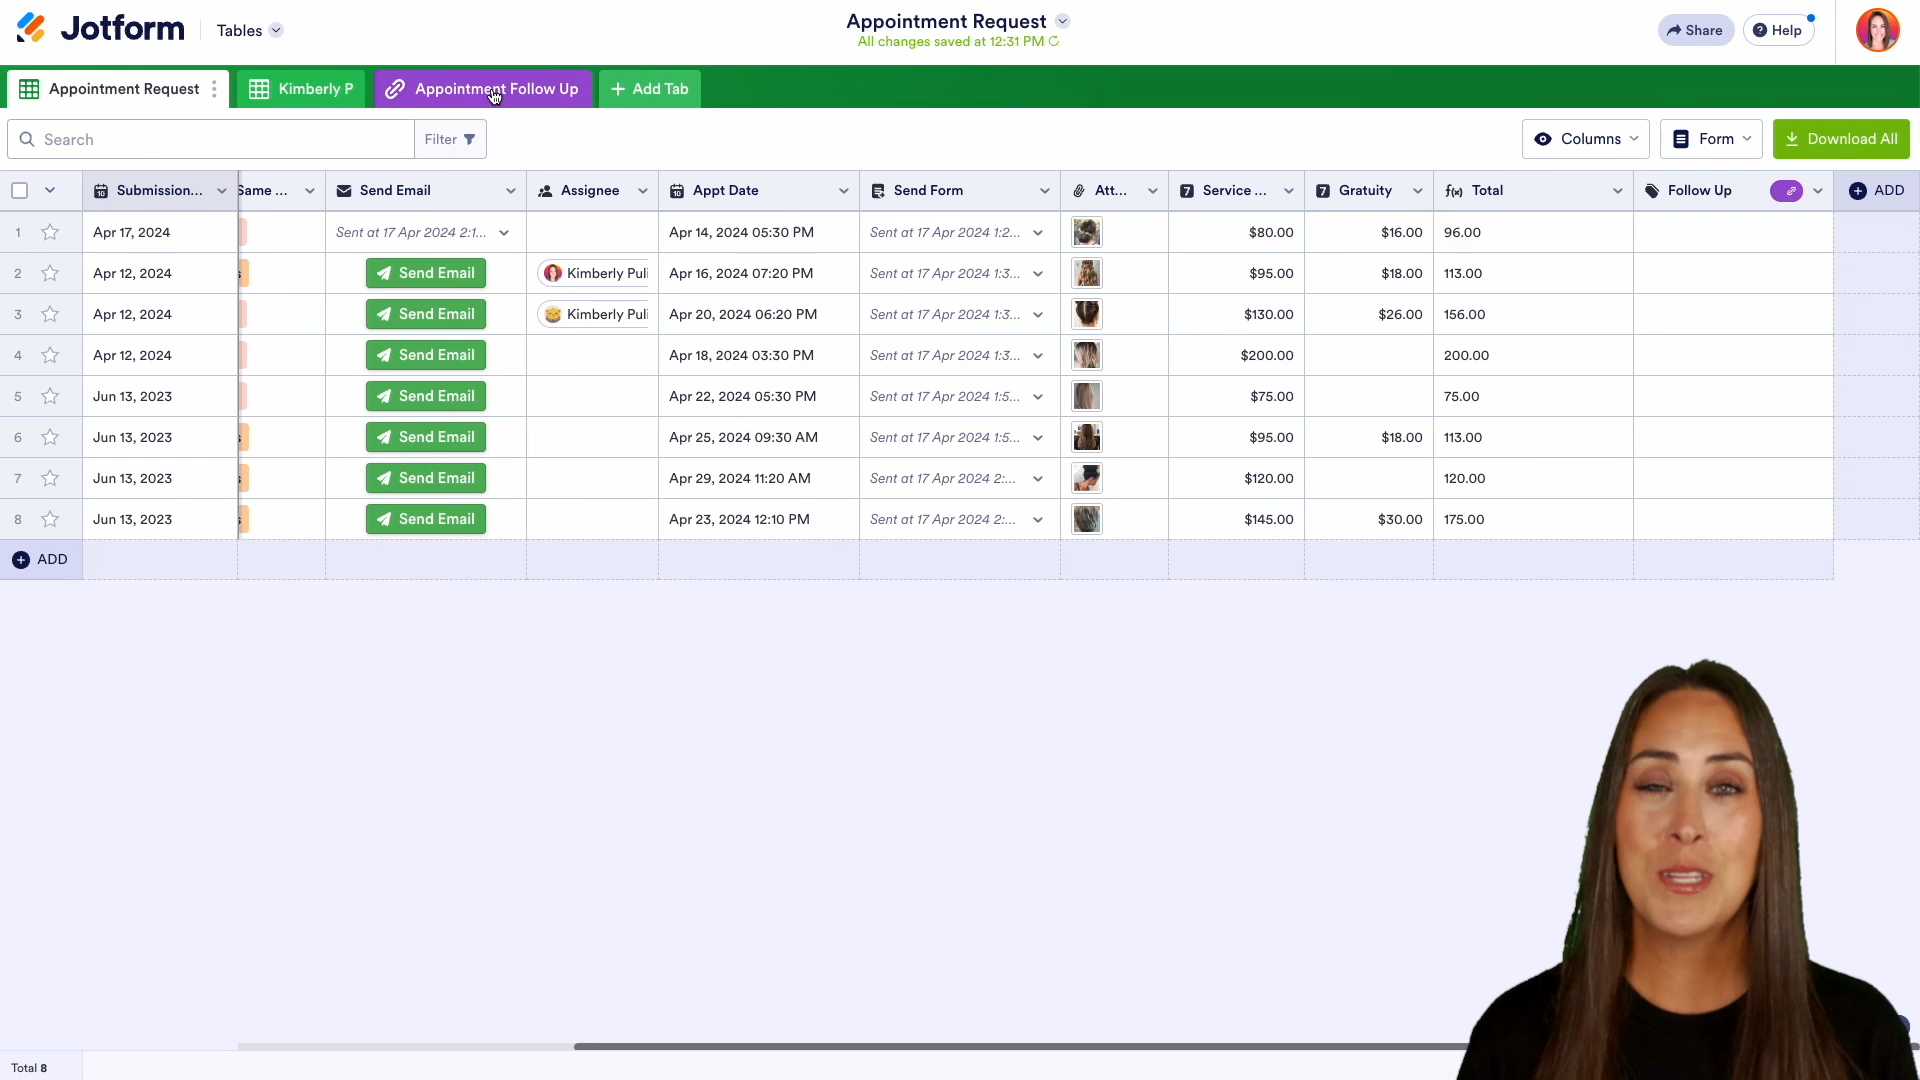 Jotform
Tables
Appointment Request
All changes saved at 12:31 PM
Share
Help
Appointment Request
Kimberly P
Appointment Follow Up
+ Add Tab
Search
Filter
Columns
Form
Download All
Submission... Same ... Send Email Assignee Appt Date Send Form Att... Service ... Gratuity f(x) Total Follow Up ADD
1 Apr 17, 2024 Sent at 17 Apr 2024 2:1... Apr 14, 2024 05:30 PM Sent at 17 Apr 2024 1:2... $80.00 $16.00 96.00
2 Apr 12, 2024 s Send Email Kimberly Puli Apr 16, 2024 07:20 PM Sent at 17 Apr 2024 1:3... $95.00 $18.00 113.00
3 Apr 12, 2024 Send Email Kimberly Puli Apr 20, 2024 06:20 PM Sent at 17 Apr 2024 1:3... $130.00 $26.00 156.00
4 Apr 12, 2024 Send Email Apr 18, 2024 03:30 PM Sent at 17 Apr 2024 1:3... $200.00 200.00
5 Jun 13, 2023 Send Email Apr 22, 2024 05:30 PM Sent at 17 Apr 2024 1:5... $75.00 75.00
6 Jun 13, 2023 s Send Email Apr 25, 2024 09:30 AM Sent at 17 Apr 2024 1:5... $95.00 $18.00 113.00
7 Jun 13, 2023 s Send Email Apr 29, 2024 11:20 AM Sent at 17 Apr 2024 2:... $120.00 120.00
8 Jun 13, 2023 s Send Email Apr 23, 2024 12:10 PM Sent at 17 Apr 2024 2:... $145.00 $30.00 175.00
ADD
Total 8